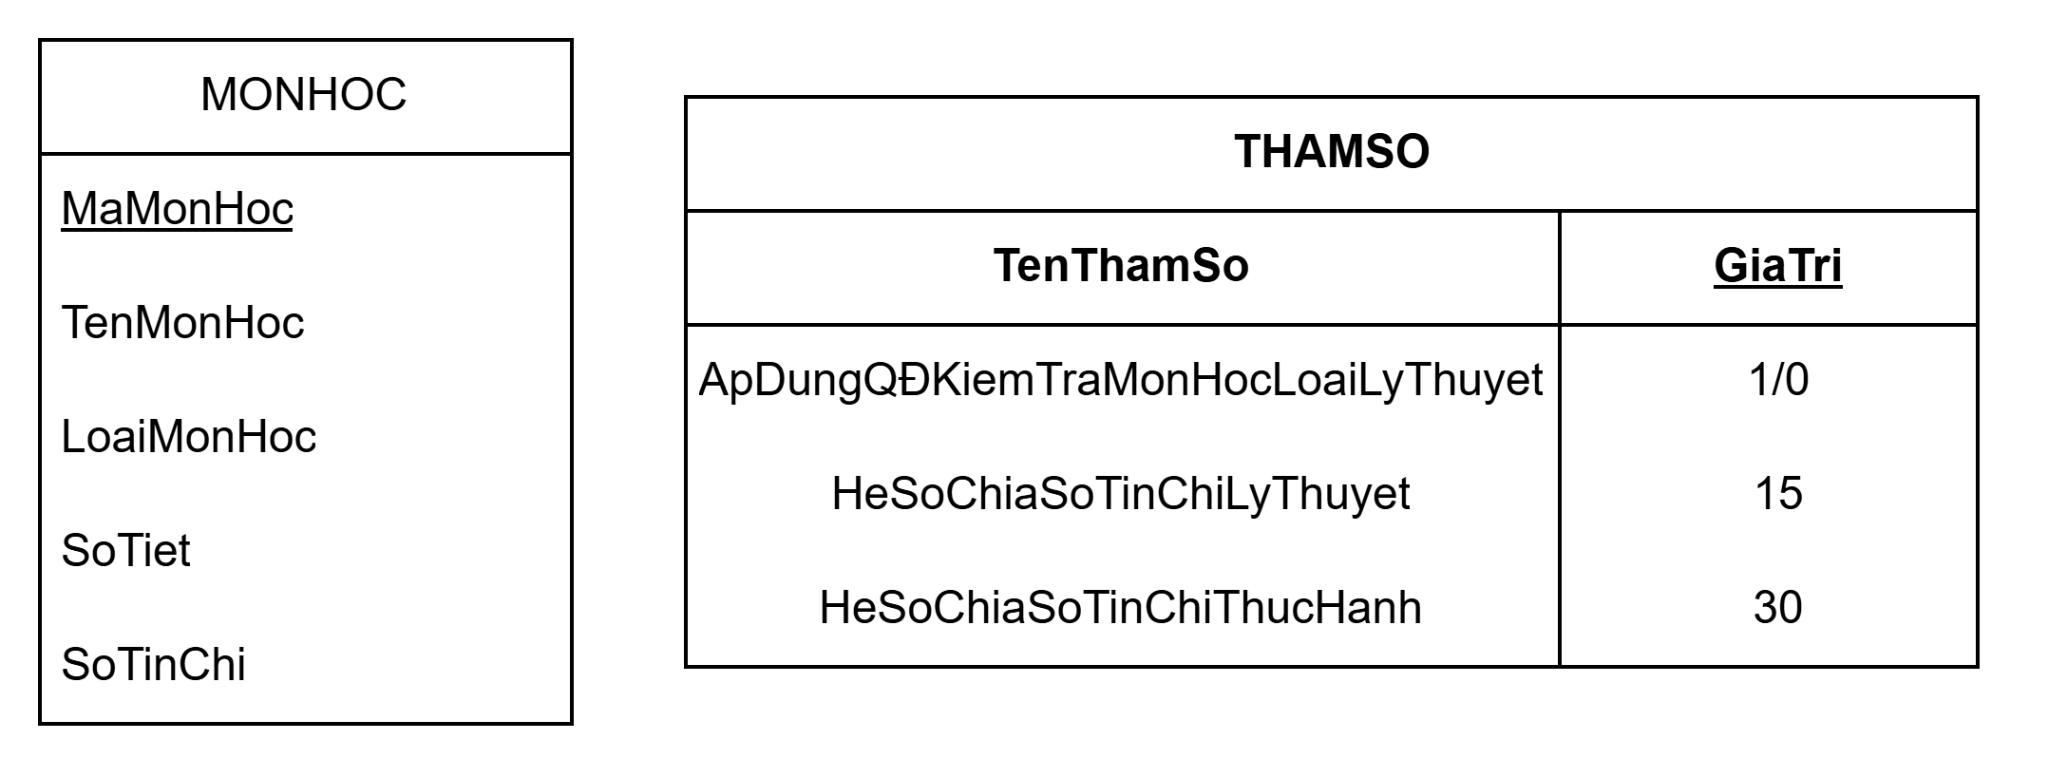 MONHOC
MaMonHoc
TenMonHoc
LoaiMonHoc
SoTiet
SoTinChi
THAMSO
TenThamSo GiaTri
ApDungQĐKiemTraMonHocLoaiLyThuyet 1/0
HeSoChiaSoTinChiLyThuyet 15
HeSoChiaSoTinChiThucHanh 30